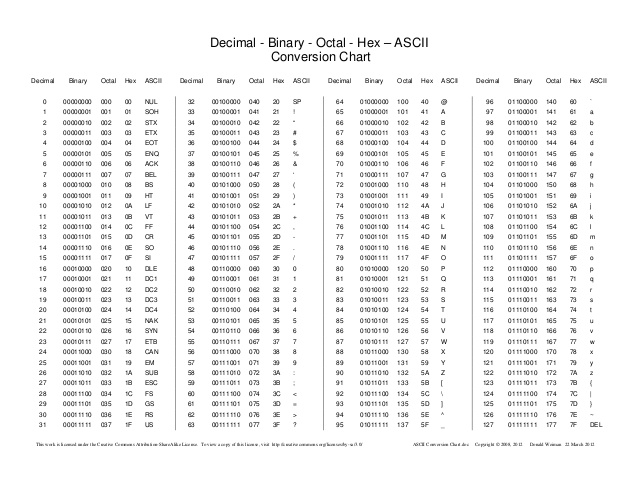 Decimal - Binary - Octal - Hex – ASCII
Conversion Chart
Decimal Binary Octal Hex ASCII Decimal Binary Octal Hex ASCII Decimal Binary Octal Hex ASCII Decimal Binary Octal Hex ASCII
0 00000000 000 00 NUL 32 00100000 040 20 SP 64 01000000 100 40 @ 96 01100000 140 60 `
1 00000001 001 01 SOH 33 00100001 041 21 ! 65 01000001 101 41 A 97 01100001 141 61 a
2 00000010 002 02 STX 34 00100010 042 22 " 66 01000010 102 42 B 98 01100010 142 62 b
3 00000011 003 03 ETX 35 00100011 043 23 # 67 01000011 103 43 C 99 01100011 143 63 c
4 00000100 004 04 EOT 36 00100100 044 24 $ 68 01000100 104 44 D 100 01100100 144 64 d
5 00000101 005 05 ENQ 37 00100101 045 25 % 69 01000101 105 45 E 101 01100101 145 65 e
6 00000110 006 06 ACK 38 00100110 046 26 & 70 01000110 106 46 F 102 01100110 146 66 f
7 00000111 007 07 BEL 39 00100111 047 27 ' 71 01000111 107 47 G 103 01100111 147 67 g
8 00001000 010 08 BS 40 00101000 050 28 ( 72 01001000 110 48 H 104 01101000 150 68 h
9 00001001 011 09 HT 41 00101001 051 29 ) 73 01001001 111 49 I 105 01101001 151 69 i
10 00001010 012 0A LF 42 00101010 052 2A * 74 01001010 112 4A J 106 01101010 152 6A j
11 00001011 013 0B VT 43 00101011 053 2B + 75 01001011 113 4B K 107 01101011 153 6B k
12 00001100 014 0C FF 44 00101100 054 2C , 76 01001100 114 4C L 108 01101100 154 6C l
13 00001101 015 0D CR 45 00101101 055 2D - 77 01001101 115 4D M 109 01101101 155 6D m
14 00001110 016 0E SO 46 00101110 056 2E . 78 01001110 116 4E N 110 01101110 156 6E n
15 00001111 017 0F SI 47 00101111 057 2F / 79 01001111 117 4F O 111 01101111 157 6F o
16 00010000 020 10 DLE 48 00110000 060 30 0 80 01010000 120 50 P 112 01110000 160 70 p
17 00010001 021 11 DC1 49 00110001 061 31 1 81 01010001 121 51 Q 113 01110001 161 71 q
18 00010010 022 12 DC2 50 00110010 062 32 2 82 01010010 122 52 R 114 01110010 162 72 r
19 00010011 023 13 DC3 51 00110011 063 33 3 83 01010011 123 53 S 115 01110011 163 73 s
20 00010100 024 14 DC4 52 00110100 064 34 4 84 01010100 124 54 T 116 01110100 164 74 t
21 00010101 025 15 NAK 53 00110101 065 35 5 85 01010101 125 55 U 117 01110101 165 75 u
22 00010110 026 16 SYN 54 00110110 066 36 6 86 01010110 126 56 V 118 01110110 166 76 v
23 00010111 027 17 ETB 55 00110111 067 37 7 87 01010111 127 57 W 119 01110111 167 77 w
24 00011000 030 18 CAN 56 00111000 070 38 8 88 01011000 130 58 X 120 01111000 170 78 x
25 00011001 031 19 EM 57 00111001 071 39 9 89 01011001 131 59 Y 121 01111001 171 79 y
26 00011010 032 1A SUB 58 00111010 072 3A : 90 01011010 132 5A Z 122 01111010 172 7A z
27 00011011 033 1B ESC 59 00111011 073 3B ; 91 01011011 133 5B [ 123 01111011 173 7B {
28 00011100 034 1C FS 60 00111100 074 3C < 92 01011100 134 5C \ 124 01111100 174 7C |
29 00011101 035 1D GS 61 00111101 075 3D = 93 01011101 135 5D ] 125 01111101 175 7D }
30 00011110 036 1E RS 62 00111110 076 3E > 94 01011110 136 5E ^ 126 01111110 176 7E ~
31 00011111 037 1F US 63 00111111 077 3F ? 95 01011111 137 5F _ 127 01111111 177 7F DEL
This work is licensed under the Creative Commons Attribution-ShareAlike License. To view a copy of this license, visit http://creativecommons.org/licenses/by-sa/3.0/ ASCII Conversion Chart.doc Copyright © 2008, 2012 Donald Weiman 22 March 2012